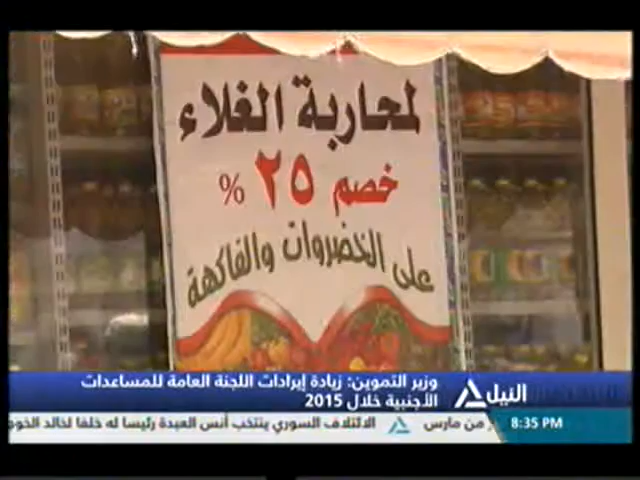 لمحاربة الغلاء
خصم ٢٥ %
على الخضروات والفاكهة
وزير التموين: زيادة إيرادات اللجنة العامة للمساعدات
الأجنبية خلال 2015
النيل
من مارس
الائتلاف السوري ينتخب أنس العبدة رئيسا له خلفا لخالد
8:35 PM